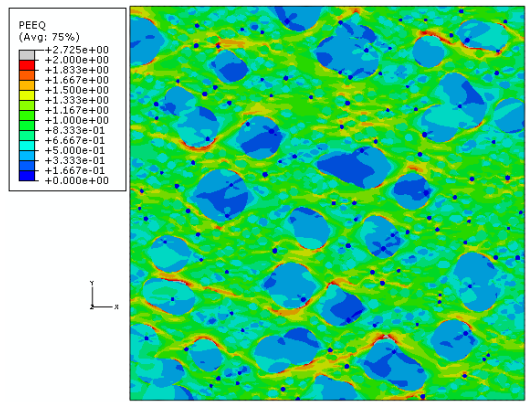 PEEQ
(Avg: 75%)
+2.725e+00
+2.000e+00
+1.833e+00
+1.667e+00
+1.500e+00
+1.333e+00
+1.167e+00
+1.000e+00
+8.333e-01
+6.667e-01
+5.000e-01
+3.333e-01
+1.667e-01
+0.000e+00
Y
Z X